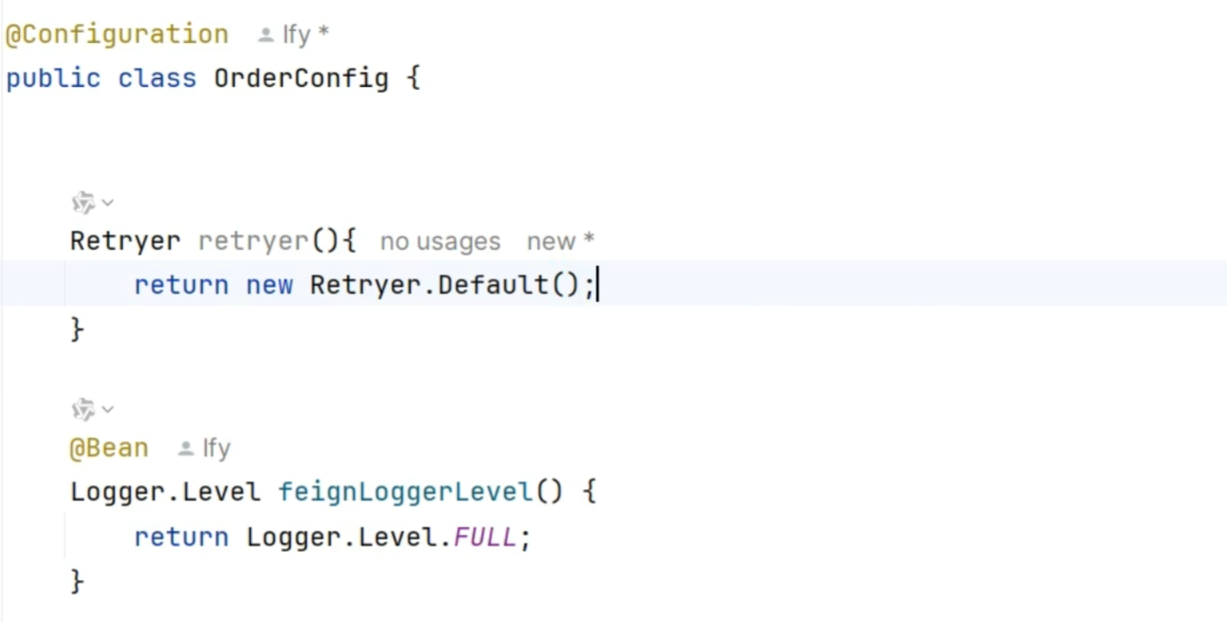 @Configuration lfy *
public class OrderConfig {
Retryer retryer(){ no usages new *
return new Retryer.Default();
}
@Bean lfy
Logger.Level feignLoggerLevel() {
return Logger.Level.FULL;
}